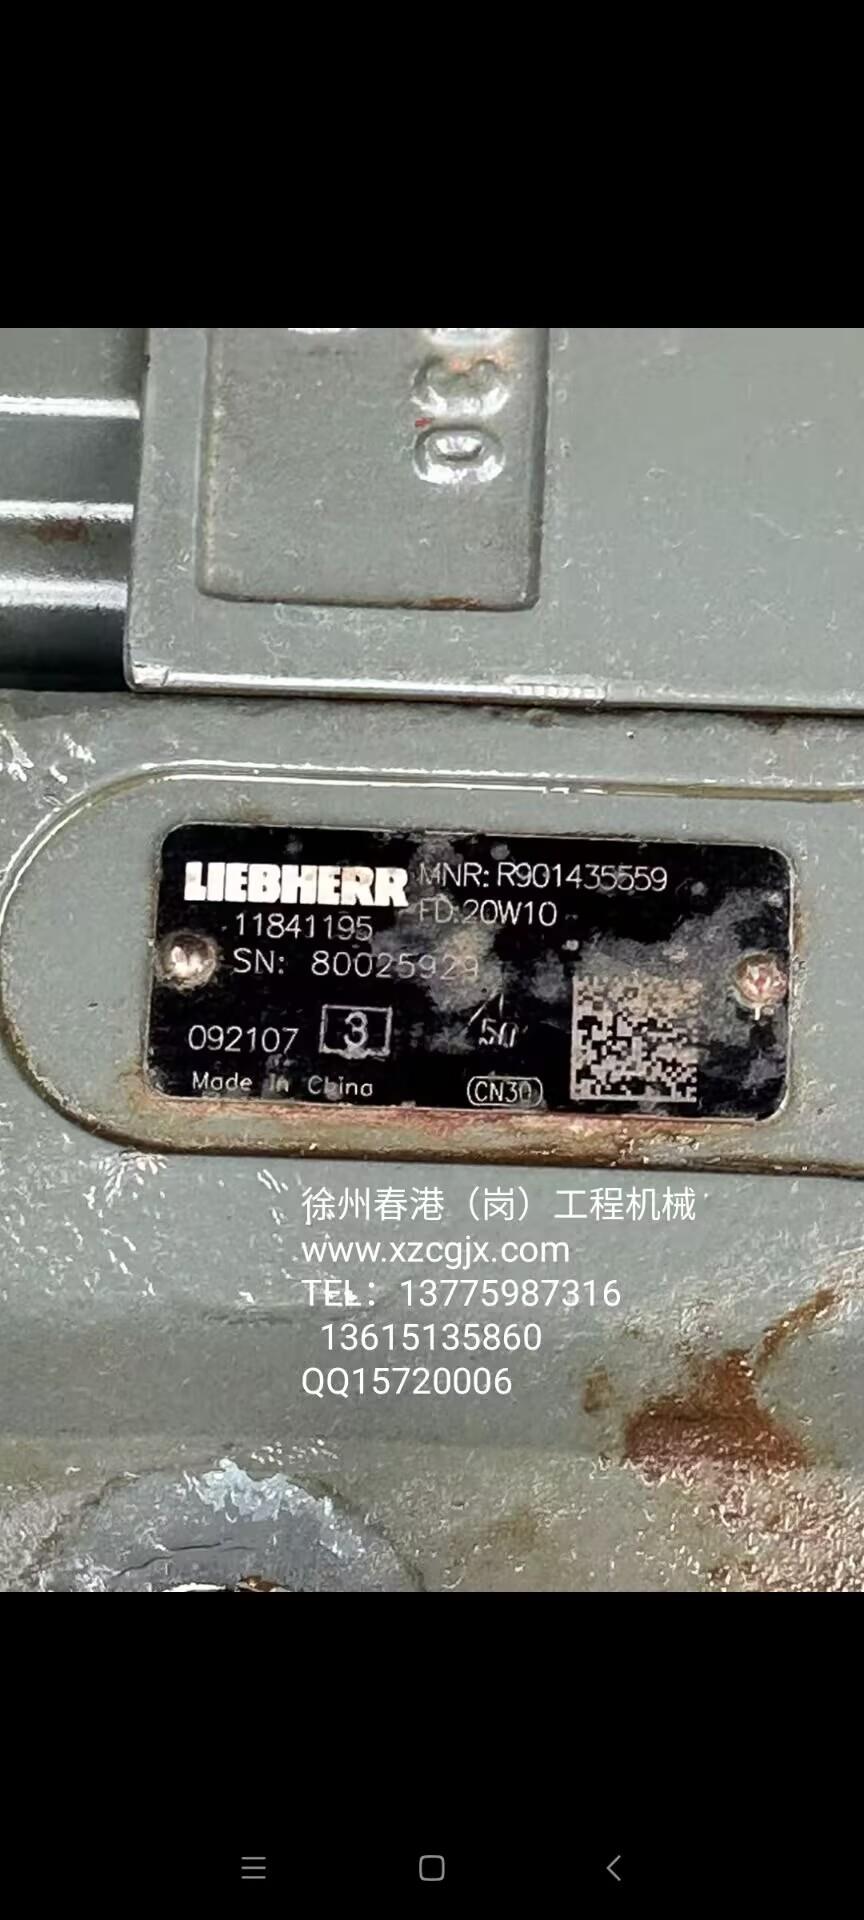 LIEBHERR MNR: R901435559
11841195 FD: 20W10
SN: 80025929
092107 3 /50
Made in China CN30
徐州春港（岗）工程机械
www.xzcgjx.com
TEL：13775987316
13615135860
QQ15720006